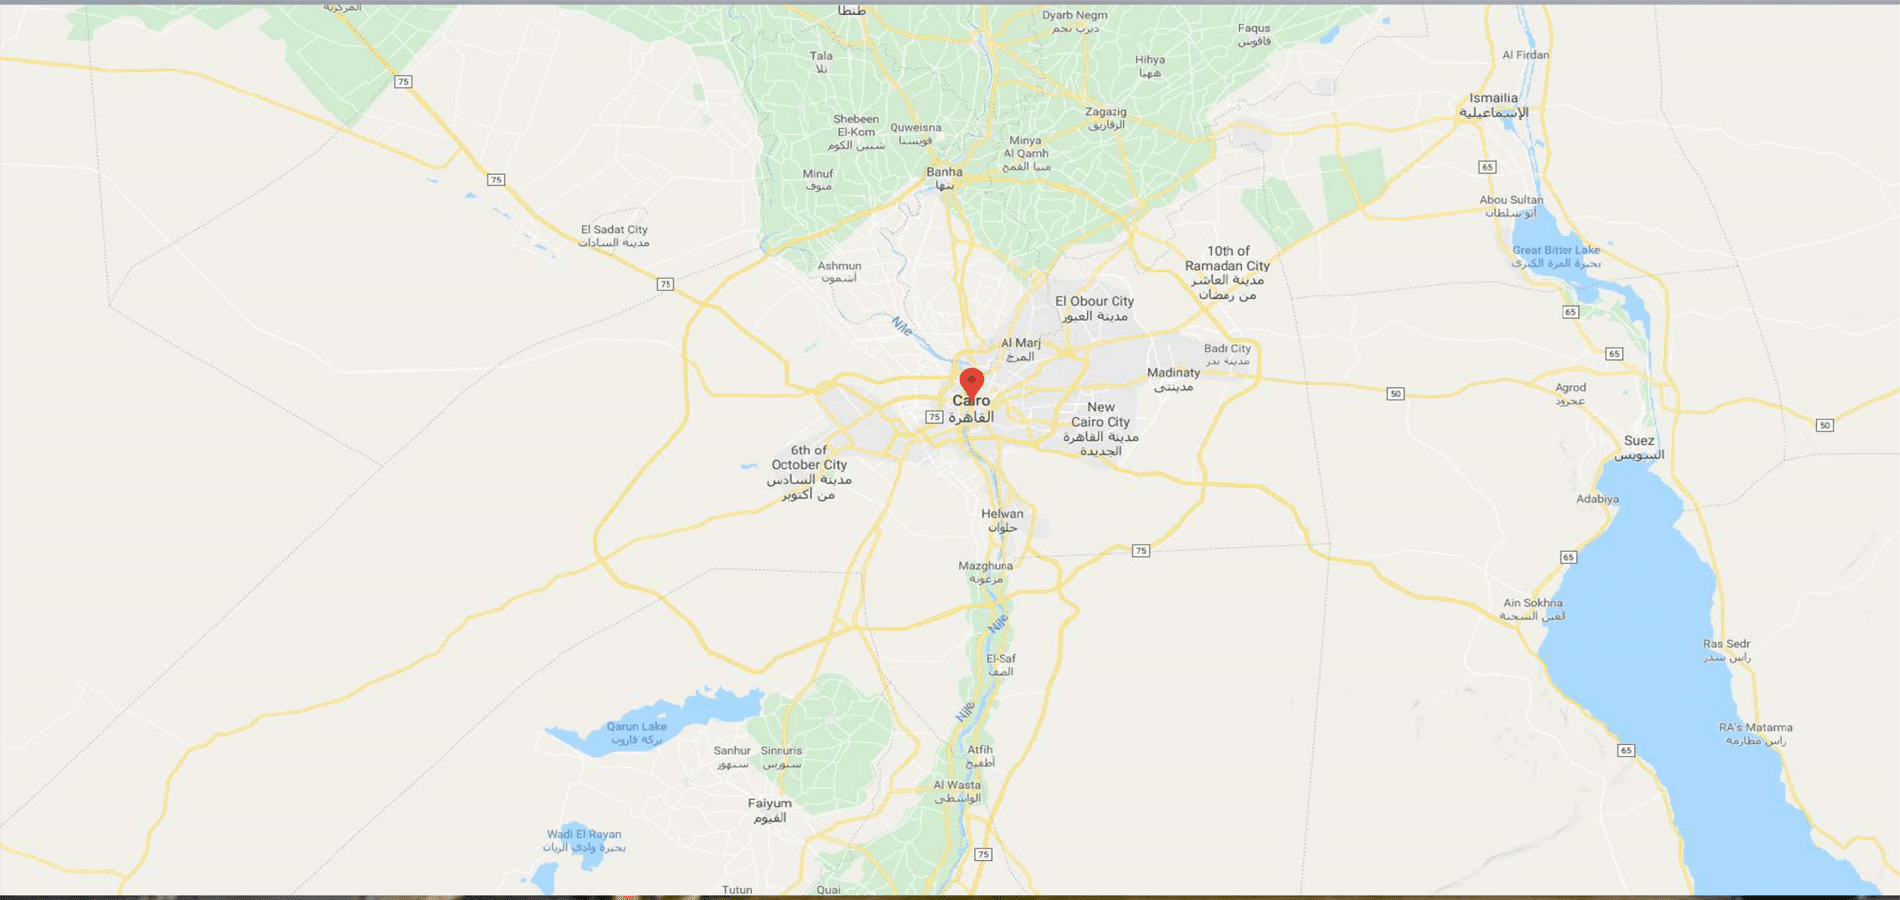 المركزية
طنطا
Dyarb Negm
ديرب نجم
Faqus
فاقوس
Tala
تلا
Hihya
ههيا
Al Firdan
75
Ismailia
الإسماعيلية
Shebeen
El-Kom
شبين الكوم
Quweisna
قويسنا
Zagazig
الزقازيق
Minya
Al Qamh
منيا القمح
65
Banha
بنها
Minuf
منوف
75
Abou Sultan
أبو سلطان
El Sadat City
مدينة السادات
Great Bitter Lake
بحيرة المرة الكبرى
10th of
Ramadan City
مدينة العاشر
من رمضان
Ashmun
أشمون
75
El Obour City
مدينة العبور
65
Nile
Al Marj
المرج
Badr City
مدينة بدر
65
Madinaty
مدينتي
Agrod
عجرود
50
Cairo
القاهرة
75
New
Cairo City
مدينة القاهرة
الجديدة
50
Suez
السويس
6th of
October City
مدينة السادس
من أكتوبر
Adabiya
Helwan
حلوان
75
65
Mazghuna
مزغونة
Ain Sokhna
العين السخنة
Nile
Ras Sedr
راس سدر
El-Saf
الصف
Nile
Qarun Lake
بركة قارون
RA's Matarma
راس مطارمة
Sanhur
سنهور
Sinnuris
سنورس
Atfih
أطفيح
65
Al Wasta
الواسطى
Faiyum
الفيوم
Wadi El Rayan
بحيرة وادي الريان
75
Tutun
Quai